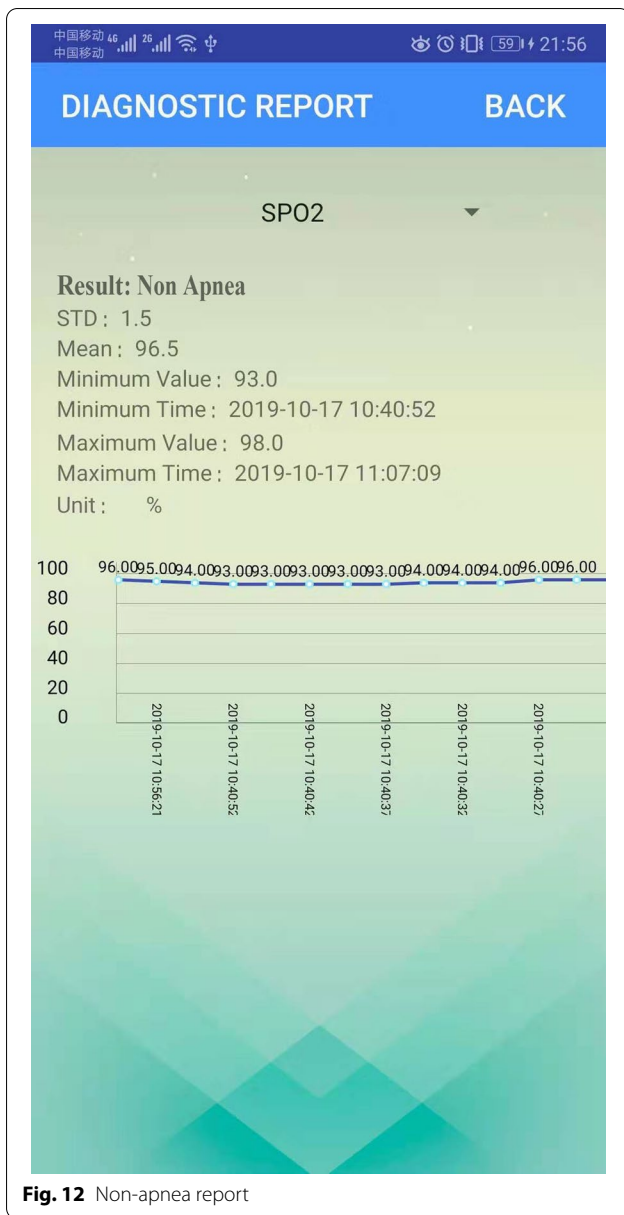 中国移动 4G 2G 59 21:56
中国移动
DIAGNOSTIC REPORT BACK
SPO2
Result: Non Apnea
STD: 1.5
Mean: 96.5
Minimum Value: 93.0
Minimum Time: 2019-10-17 10:40:52
Maximum Value: 98.0
Maximum Time: 2019-10-17 11:07:09
Unit: %
100 96.00 95.00 94.00 93.00 93.00 93.00 93.00 93.00 94.00 94.00 94.00 96.00 96.00
80
60
40
20
0
2019-10-17 10:56:21
2019-10-17 10:40:52
2019-10-17 10:40:42
2019-10-17 10:40:37
2019-10-17 10:40:32
2019-10-17 10:40:27
Fig. 12 Non-apnea report